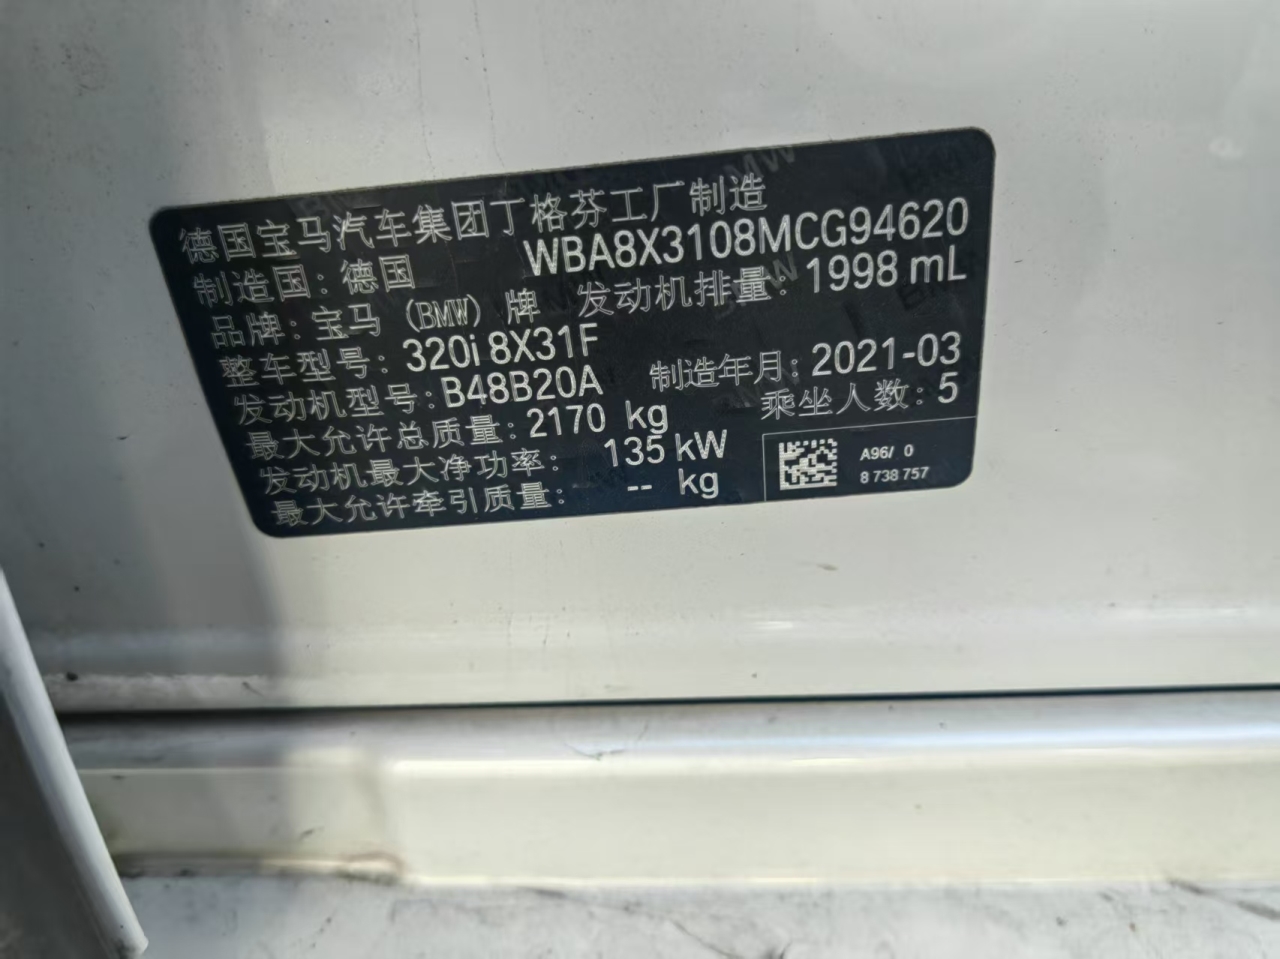 德国宝马汽车集团丁格芬工厂制造
制造国：德国 WBA8X3108MCG94620
品牌：宝马（BMW）牌 发动机排量：1998 mL
整车型号：320i 8X31F
发动机型号：B48B20A 制造年月：2021-03
最大允许总质量：2170 kg 乘坐人数：5
发动机最大净功率：135 kW
最大允许牵引质量：-- kg
A96/ 0
8 738 757